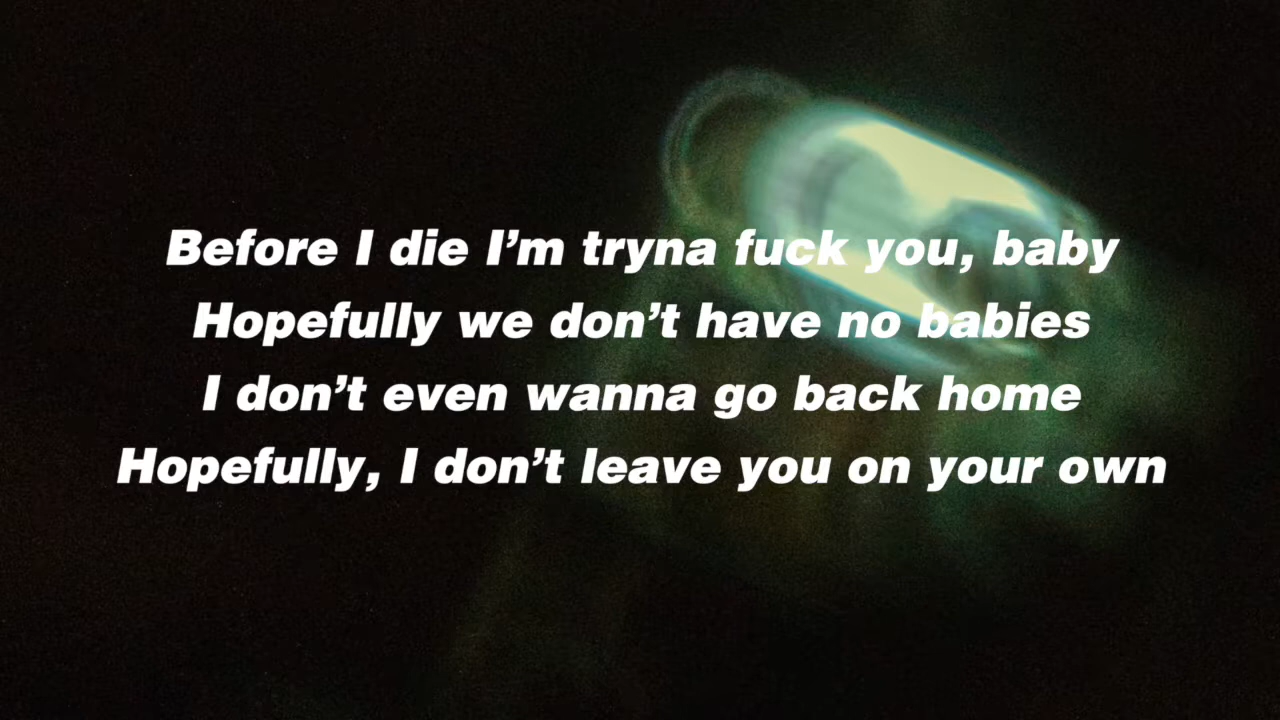 Before I die I’m tryna fuck you, baby
Hopefully we don’t have no babies
I don’t even wanna go back home
Hopefully, I don’t leave you on your own